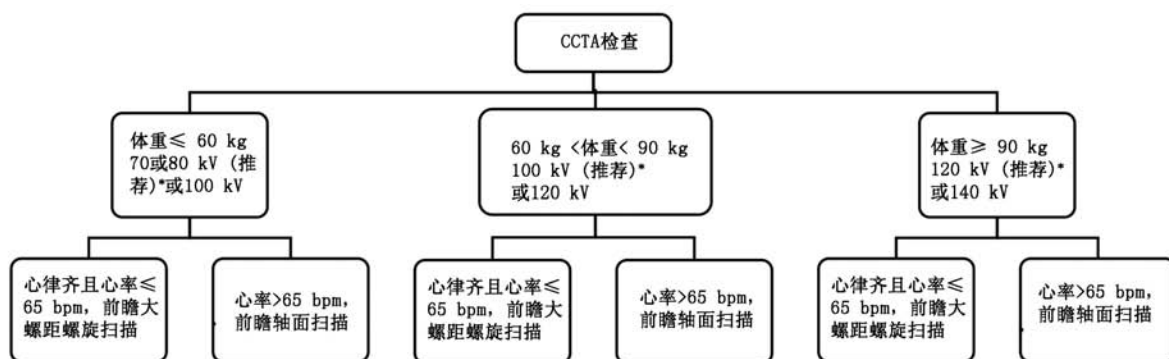 CCTA检查
体重≤ 60 kg
70或80 kV (推
荐)*或100 kV
60 kg <体重< 90 kg
100 kV (推荐)*
或120 kV
体重≥ 90 kg
120 kV (推荐)*
或140 kV
心律齐且心率≤
65 bpm, 前瞻大
螺距螺旋扫描
心率>65 bpm,
前瞻轴面扫描
心律齐且心率≤
65 bpm, 前瞻大
螺距螺旋扫描
心率>65 bpm,
前瞻轴面扫描
心律齐且心率≤
65 bpm, 前瞻大
螺距螺旋扫描
心率>65 bpm,
前瞻轴面扫描